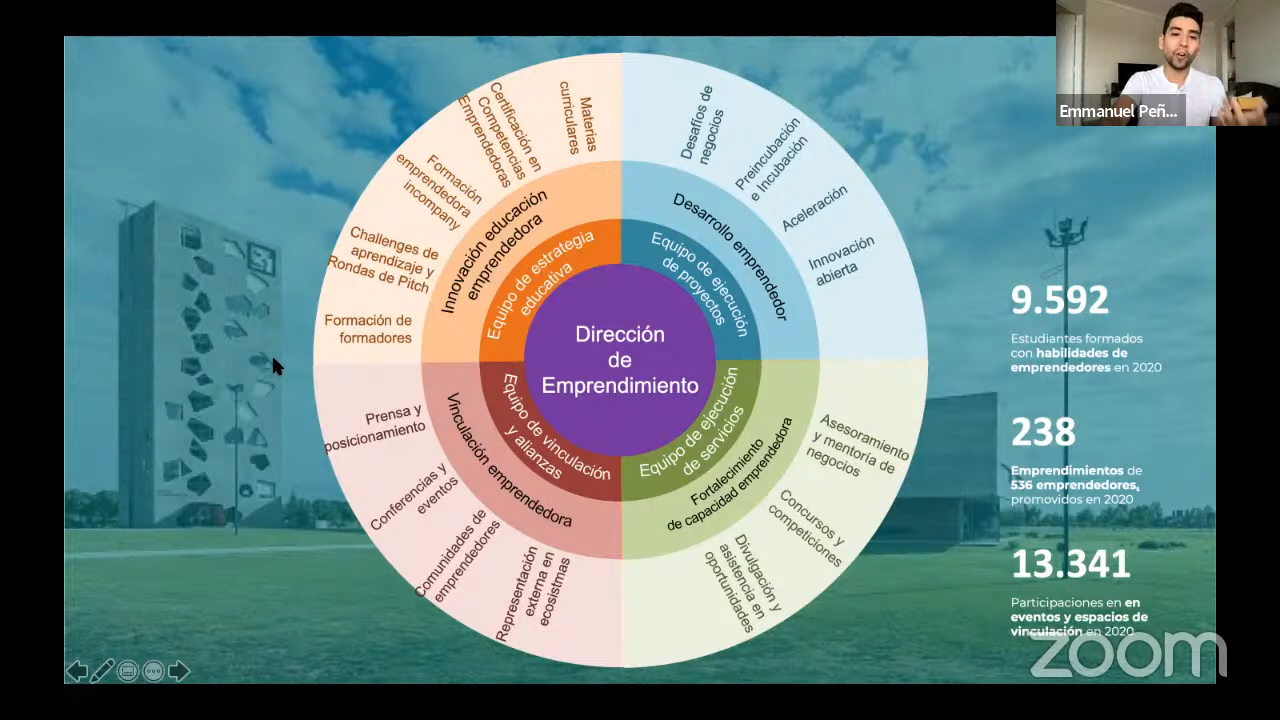 Emmanuel Peñ...
Materias
curriculares
Certificación en
Competencias
Emprendedoras
Formación
emprendedora
incompany
Challenges de
aprendizaje y
Rondas de Pitch
Formación de
formadores
Innovación educación
emprendedora
Equipo de estrategia
educativa
Desafíos de
negocios
Preincubación
e Incubación
Aceleración
Innovación
abierta
Desarrollo emprendedor
Equipo de ejecución
de proyectos
Dirección
de
Emprendimiento
Equipo de vinculación
y alianzas
Vinculación emprendedora
Prensa y
posicionamiento
Conferencias y
eventos
Comunidades de
emprendedores
Representación
externa en
ecosistmas
Equipo de ejecución
de servicios
Fortalecimiento
de capacidad emprendedora
Asesoramiento
y mentoría de
negocios
Concursos y
competiciones
Divulgación y
asistencia en
oportunidades
9.592
Estudiantes formados
con habilidades de
emprendedores en 2020
238
Emprendimientos de
536 emprendedores,
promovidos en 2020
13.341
Participaciones en en
eventos y espacios de
vinculación en 2020
zoom